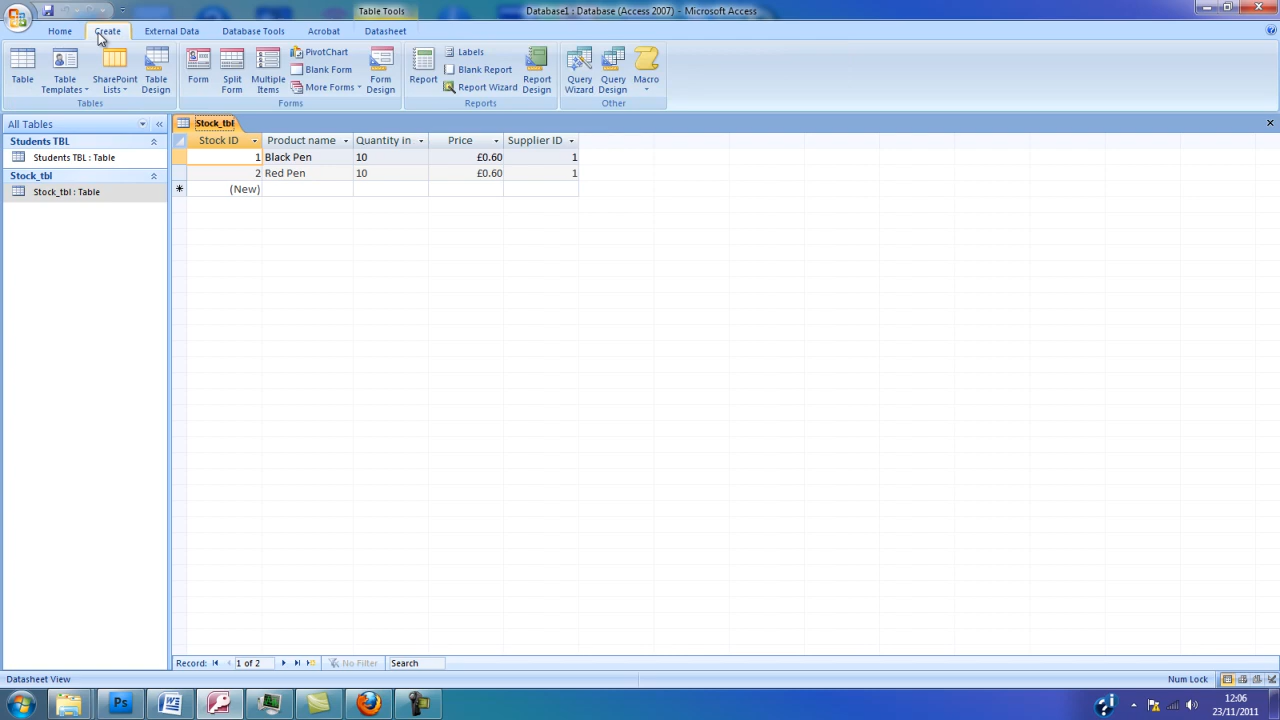 Table Tools
Database1 : Database (Access 2007) - Microsoft Access
Home Create External Data Database Tools Acrobat Datasheet
Table
Table Templates
SharePoint Lists
Table Design
Tables
Form
Split Form
Multiple Items
PivotChart
Blank Form
More Forms
Form Design
Forms
Report
Labels
Blank Report
Report Wizard
Report Design
Reports
Query Wizard
Query Design
Macro
Other
All Tables
Students TBL
Students TBL : Table
Stock_tbl
Stock_tbl : Table
Stock_tbl
Stock ID Product name Quantity in Price Supplier ID
1 Black Pen 10 £0.60 1
2 Red Pen 10 £0.60 1
(New)
Record: 1 of 2 No Filter Search
Datasheet View
Num Lock
Ps
12:06
23/11/2011